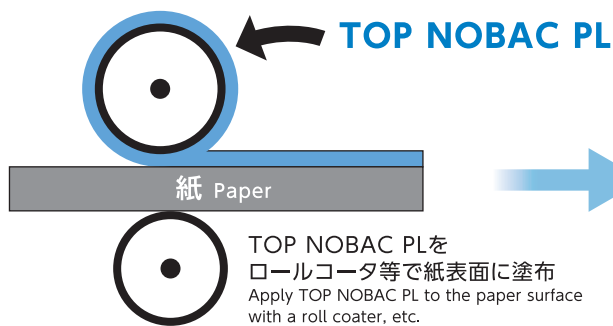 TOP NOBAC PL
紙 Paper
TOP NOBAC PLを
ロールコータ等で紙表面に塗布
Apply TOP NOBAC PL to the paper surface
with a roll coater, etc.